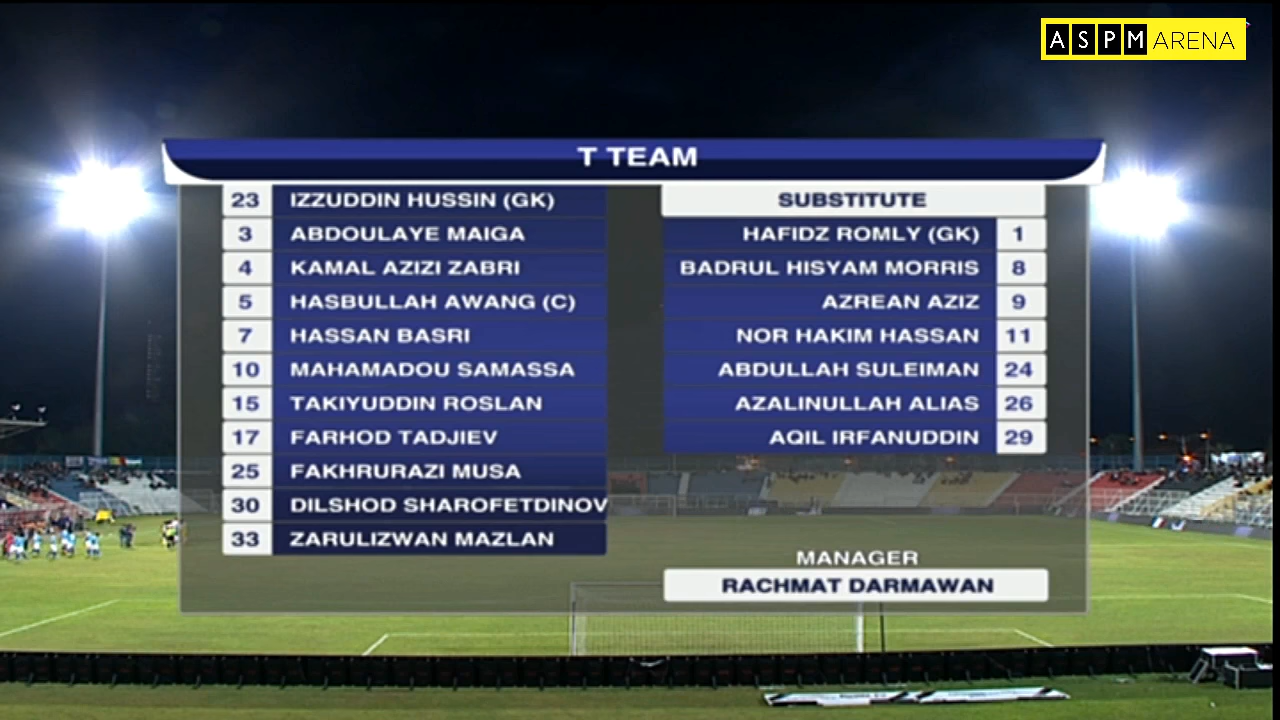 ASPM ARENA
T TEAM
23 IZZUDDIN HUSSIN (GK)
3 ABDOULAYE MAIGA
4 KAMAL AZIZI ZABRI
5 HASBULLAH AWANG (C)
7 HASSAN BASRI
10 MAHAMADOU SAMASSA
15 TAKIYUDDIN ROSLAN
17 FARHOD TADJIEV
25 FAKHRURAZI MUSA
30 DILSHOD SHAROFETDINOV
33 ZARULIZWAN MAZLAN
SUBSTITUTE
HAFIDZ ROMLY (GK) 1
BADRUL HISYAM MORRIS 8
AZREAN AZIZ 9
NOR HAKIM HASSAN 11
ABDULLAH SULEIMAN 24
AZALINULLAH ALIAS 26
AQIL IRFANUDDIN 29
MANAGER
RACHMAT DARMAWAN